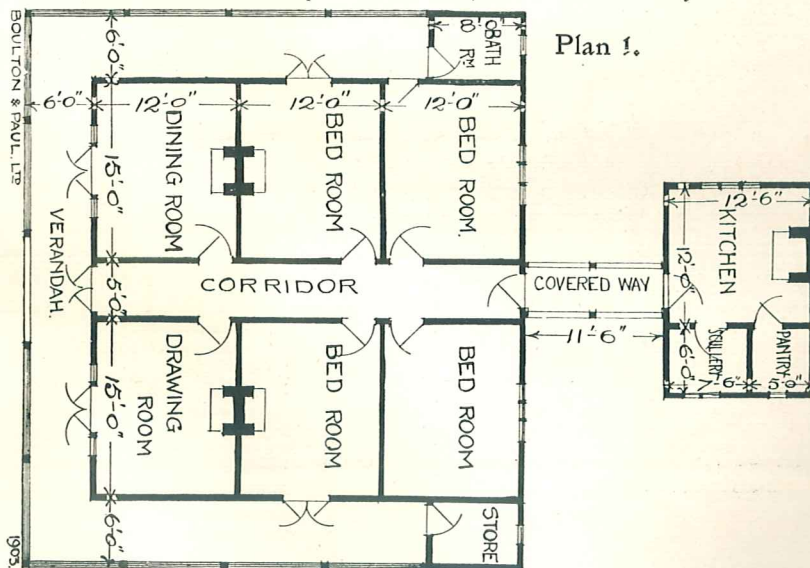 Plan 1.
BOULTON & PAUL. LTD
1903.
6'0"
8'0"
BATH
RM
6'0"
12'0"
12'0"
12'0"
DINING ROOM
15'-0"
BED ROOM
BED ROOM.
VERANDAH.
5'0"
CORRIDOR
COVERED WAY
11'-6"
12'-6"
KITCHEN
12'-0"
SCULLERY
6'0"
7'-6"
PANTRY
5'-0"
DRAWING
ROOM
15'-0"
BED ROOM
BED ROOM
6'0"
STORE